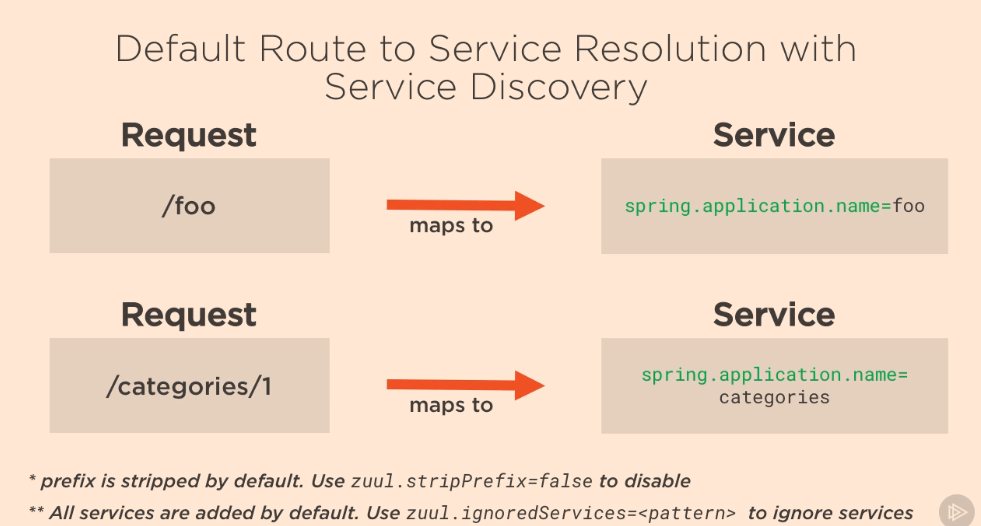 Default Route to Service Resolution with
Service Discovery
Request
Service
/foo
maps to
spring.application.name=foo
Request
Service
/categories/1
maps to
spring.application.name=
categories
* prefix is stripped by default. Use zuul.stripPrefix=false to disable
** All services are added by default. Use zuul.ignoredServices=<pattern> to ignore services